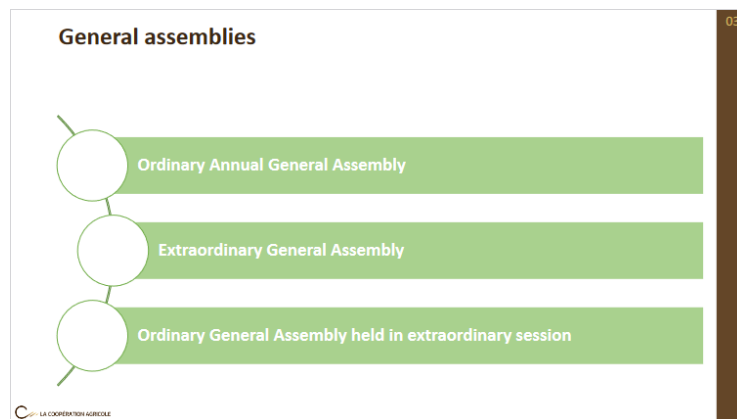 General assemblies
03
Ordinary Annual General Assembly
Extraordinary General Assembly
Ordinary General Assembly held in extraordinary session
LA COOPÉRATION AGRICOLE